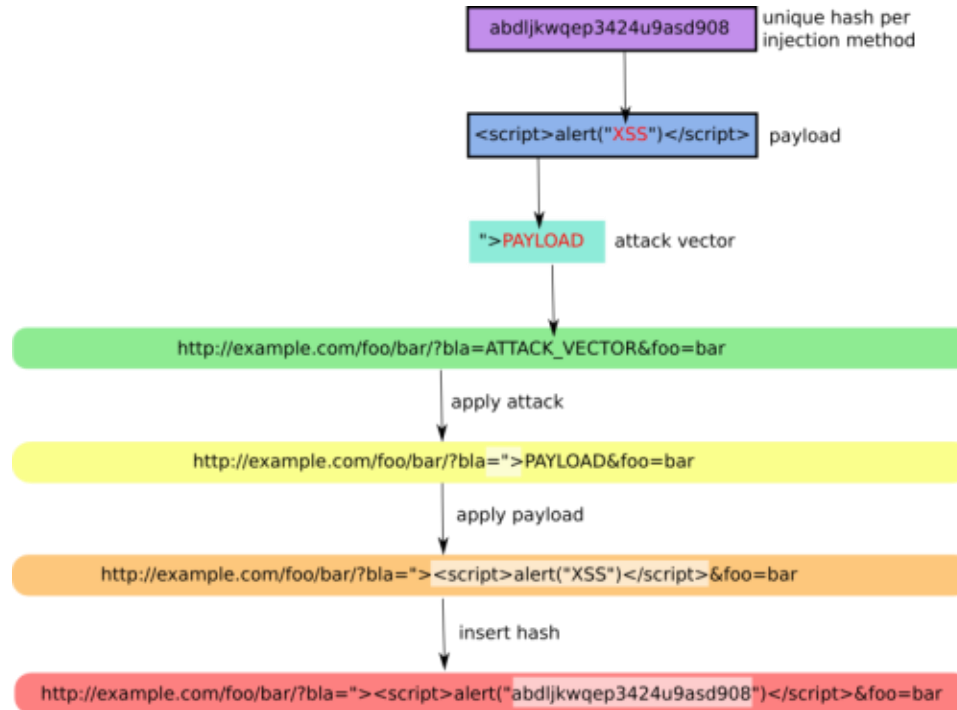 abdljkwqep3424u9asd908
unique hash per
injection method
<script>alert("XSS")</script>
payload
">PAYLOAD
attack vector
http://example.com/foo/bar/?bla=ATTACK_VECTOR&foo=bar
apply attack
http://example.com/foo/bar/?bla=">PAYLOAD&foo=bar
apply payload
http://example.com/foo/bar/?bla="><script>alert("XSS")</script>&foo=bar
insert hash
http://example.com/foo/bar/?bla="><script>alert("abdljkwqep3424u9asd908")</script>&foo=bar